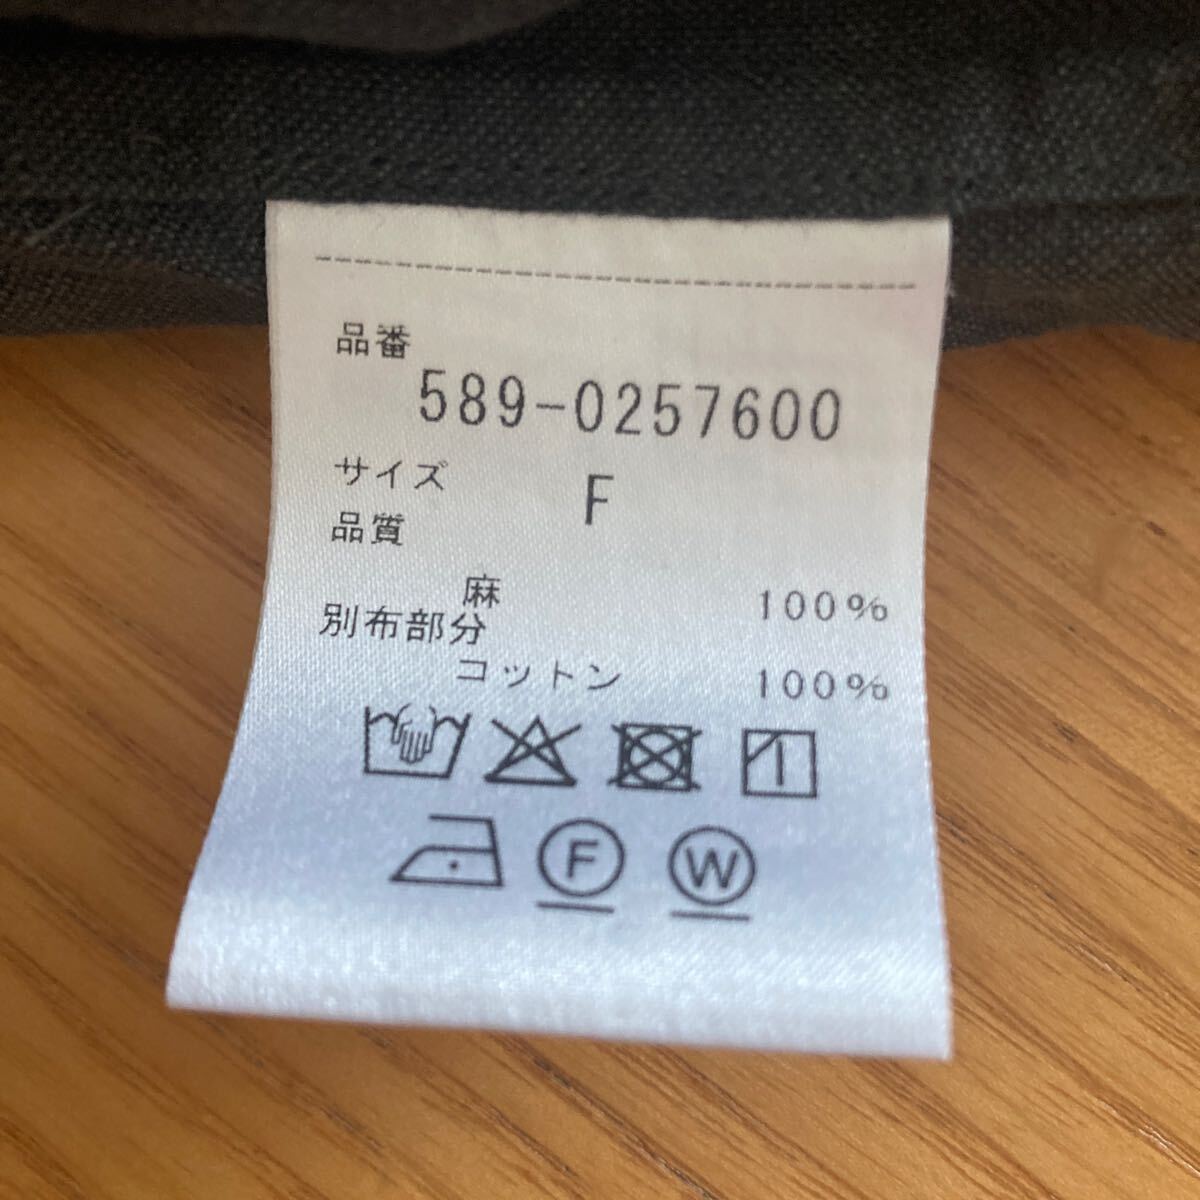 品番
589-0257600
サイズ F
品質
麻 100%
別布部分
コットン 100%
F W